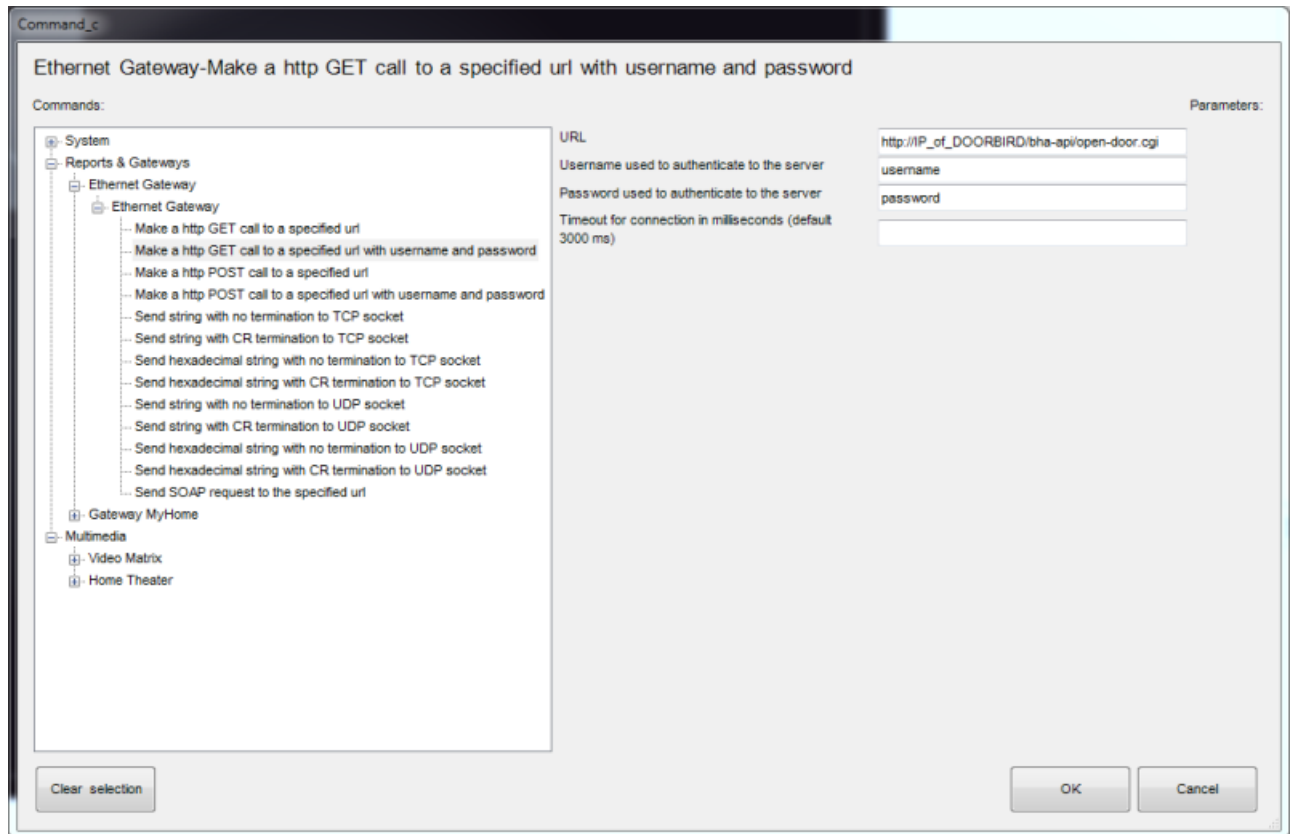 Command_c
Ethernet Gateway-Make a http GET call to a specified url with username and password
Commands:
Parameters:
System
Reports & Gateways
Ethernet Gateway
Ethernet Gateway
Make a http GET call to a specified url
Make a http GET call to a specified url with username and password
Make a http POST call to a specified url
Make a http POST call to a specified url with username and password
Send string with no termination to TCP socket
Send string with CR termination to TCP socket
Send hexadecimal string with no termination to TCP socket
Send hexadecimal string with CR termination to TCP socket
Send string with no termination to UDP socket
Send string with CR termination to UDP socket
Send hexadecimal string with no termination to UDP socket
Send hexadecimal string with CR termination to UDP socket
Send SOAP request to the specified url
Gateway MyHome
Multimedia
Video Matrix
Home Theater
URL
http://IP_of_DOORBIRD/bha-api/open-door.cgi
Username used to authenticate to the server
username
Password used to authenticate to the server
password
Timeout for connection in milliseconds (default
3000 ms)
Clear selection
OK
Cancel